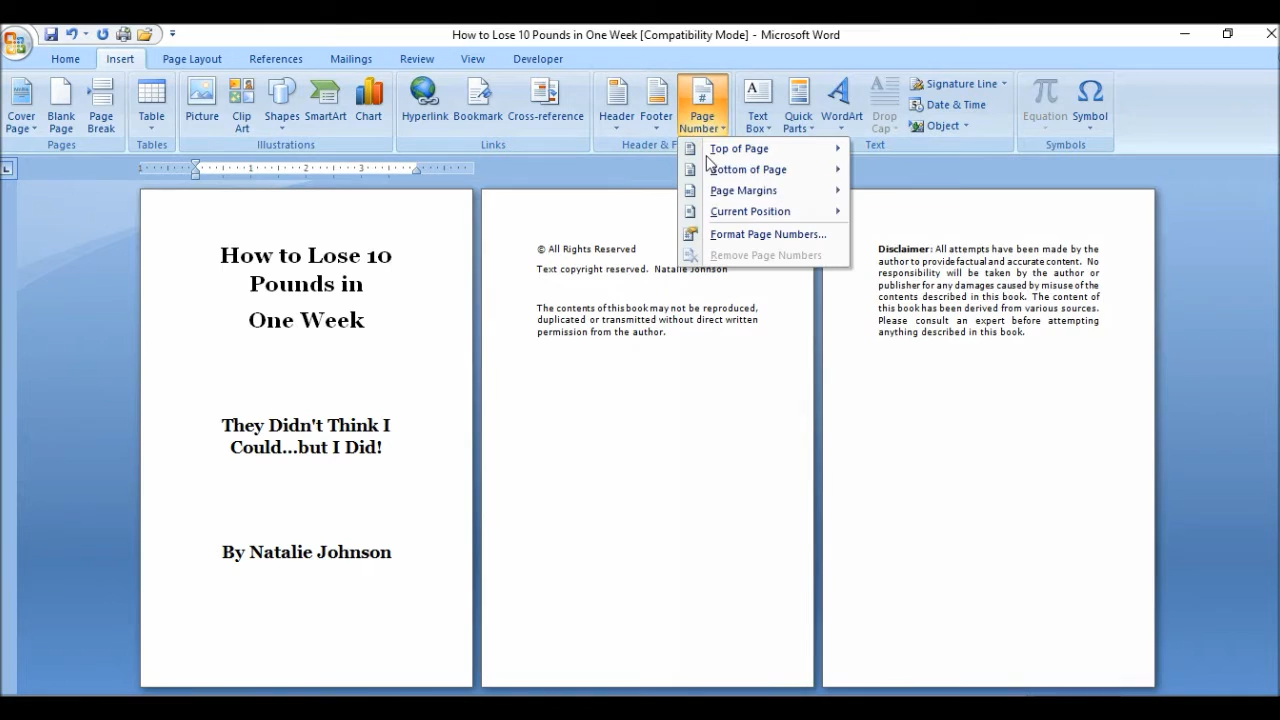 How to Lose 10 Pounds in One Week [Compatibility Mode] - Microsoft Word
Home Insert Page Layout References Mailings Review View Developer
Cover Page
Blank Page
Page Break
Table
Picture
Clip Art
Shapes
SmartArt
Chart
Hyperlink
Bookmark
Cross-reference
Header
Footer
Page Number
Text Box
Quick Parts
WordArt
Drop Cap
Signature Line
Date & Time
Object
Equation
Symbol
Pages
Tables
Illustrations
Links
Header & F
Text
Symbols
Top of Page
Bottom of Page
Page Margins
Current Position
Format Page Numbers...
Remove Page Numbers
1 1 2 3
How to Lose 10
Pounds in
One Week
They Didn't Think I
Could...but I Did!
By Natalie Johnson
© All Rights Reserved
Text copyright reserved. Natalie Johnson
The contents of this book may not be reproduced,
duplicated or transmitted without direct written
permission from the author.
Disclaimer: All attempts have been made by the
author to provide factual and accurate content. No
responsibility will be taken by the author or
publisher for any damages caused by misuse of the
contents described in this book. The content of
this book has been derived from various sources.
Please consult an expert before attempting
anything described in this book.